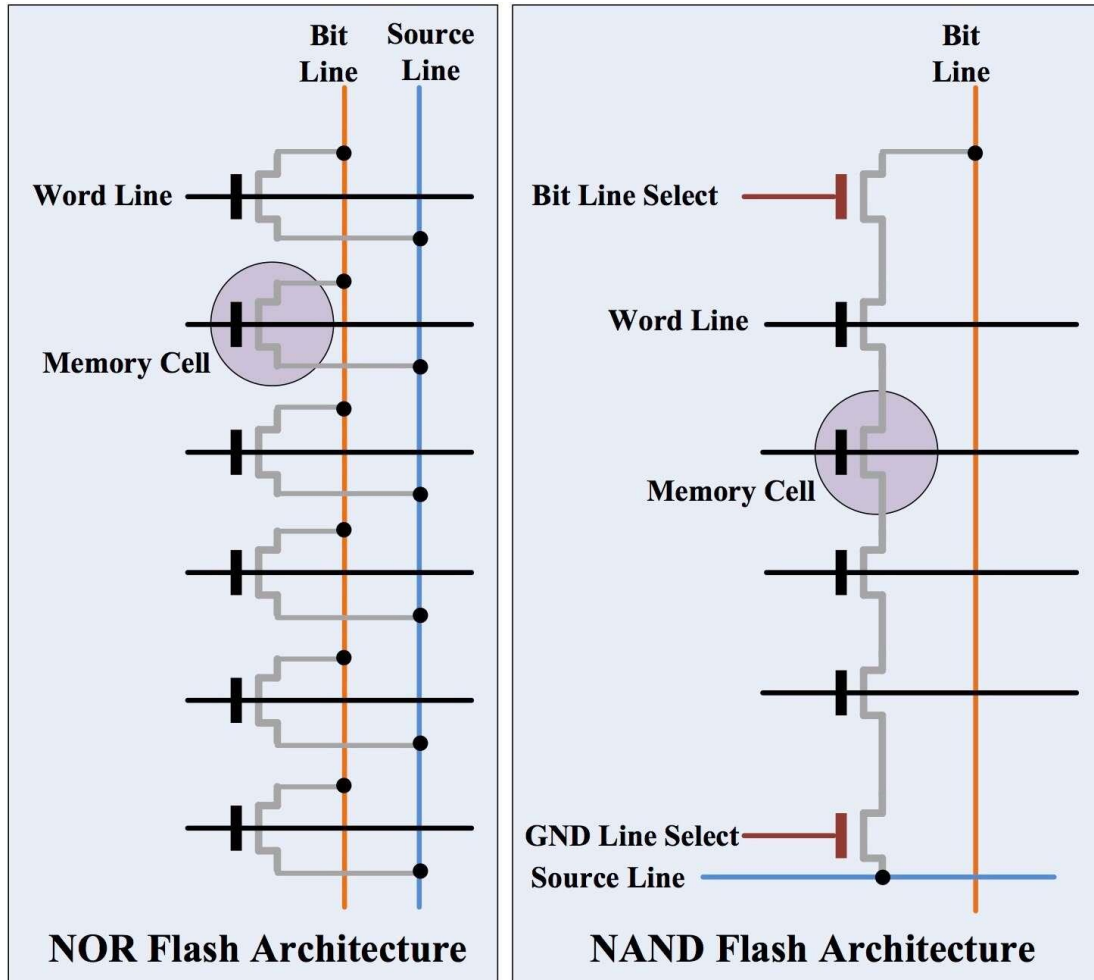 Bit
Line
Source
Line
Word Line
Memory Cell
NOR Flash Architecture
Bit
Line
Bit Line Select
Word Line
Memory Cell
GND Line Select
Source Line
NAND Flash Architecture